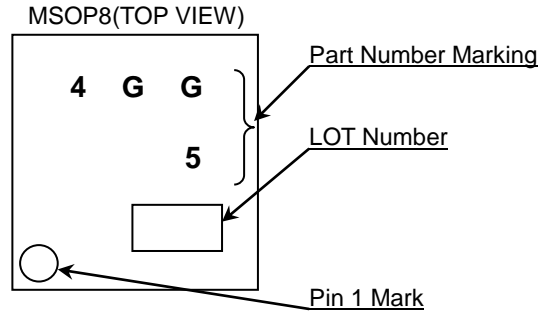 MSOP8(TOP VIEW)
Part Number Marking
4 G G
LOT Number
5
Pin 1 Mark